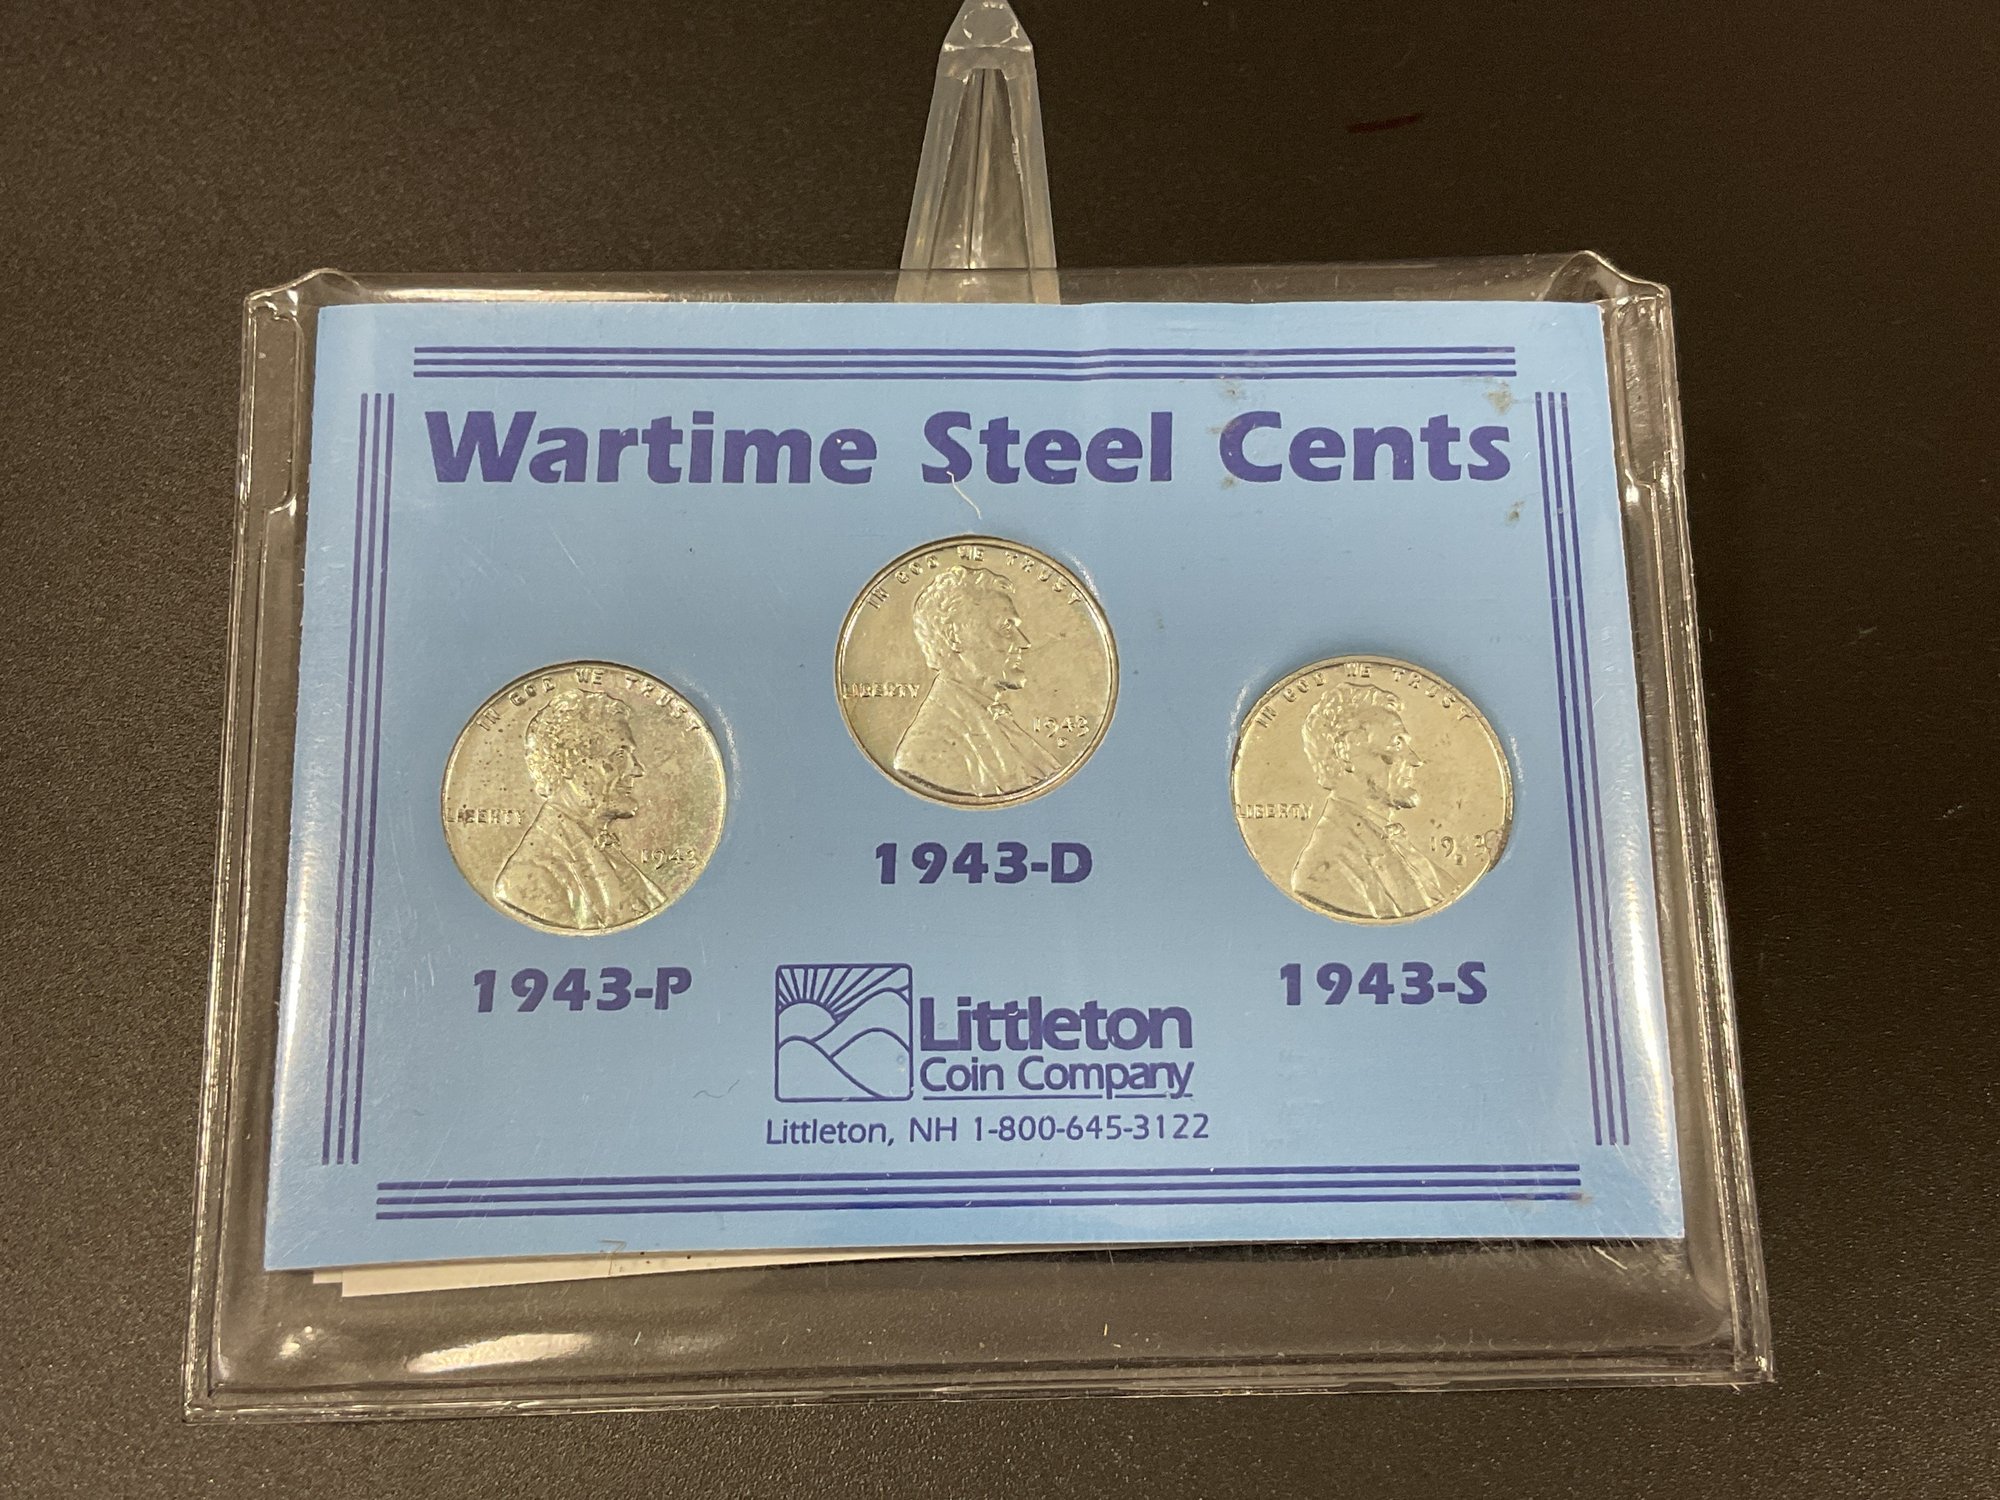 Wartime Steel Cents
IN GOD WE TRUST
LIBERTY
1943
D
1943-D
IN GOD WE TRUST
LIBERTY
1943
1943-P
IN GOD WE TRUST
LIBERTY
1943
S
1943-S
Littleton
Coin Company
Littleton, NH 1-800-645-3122